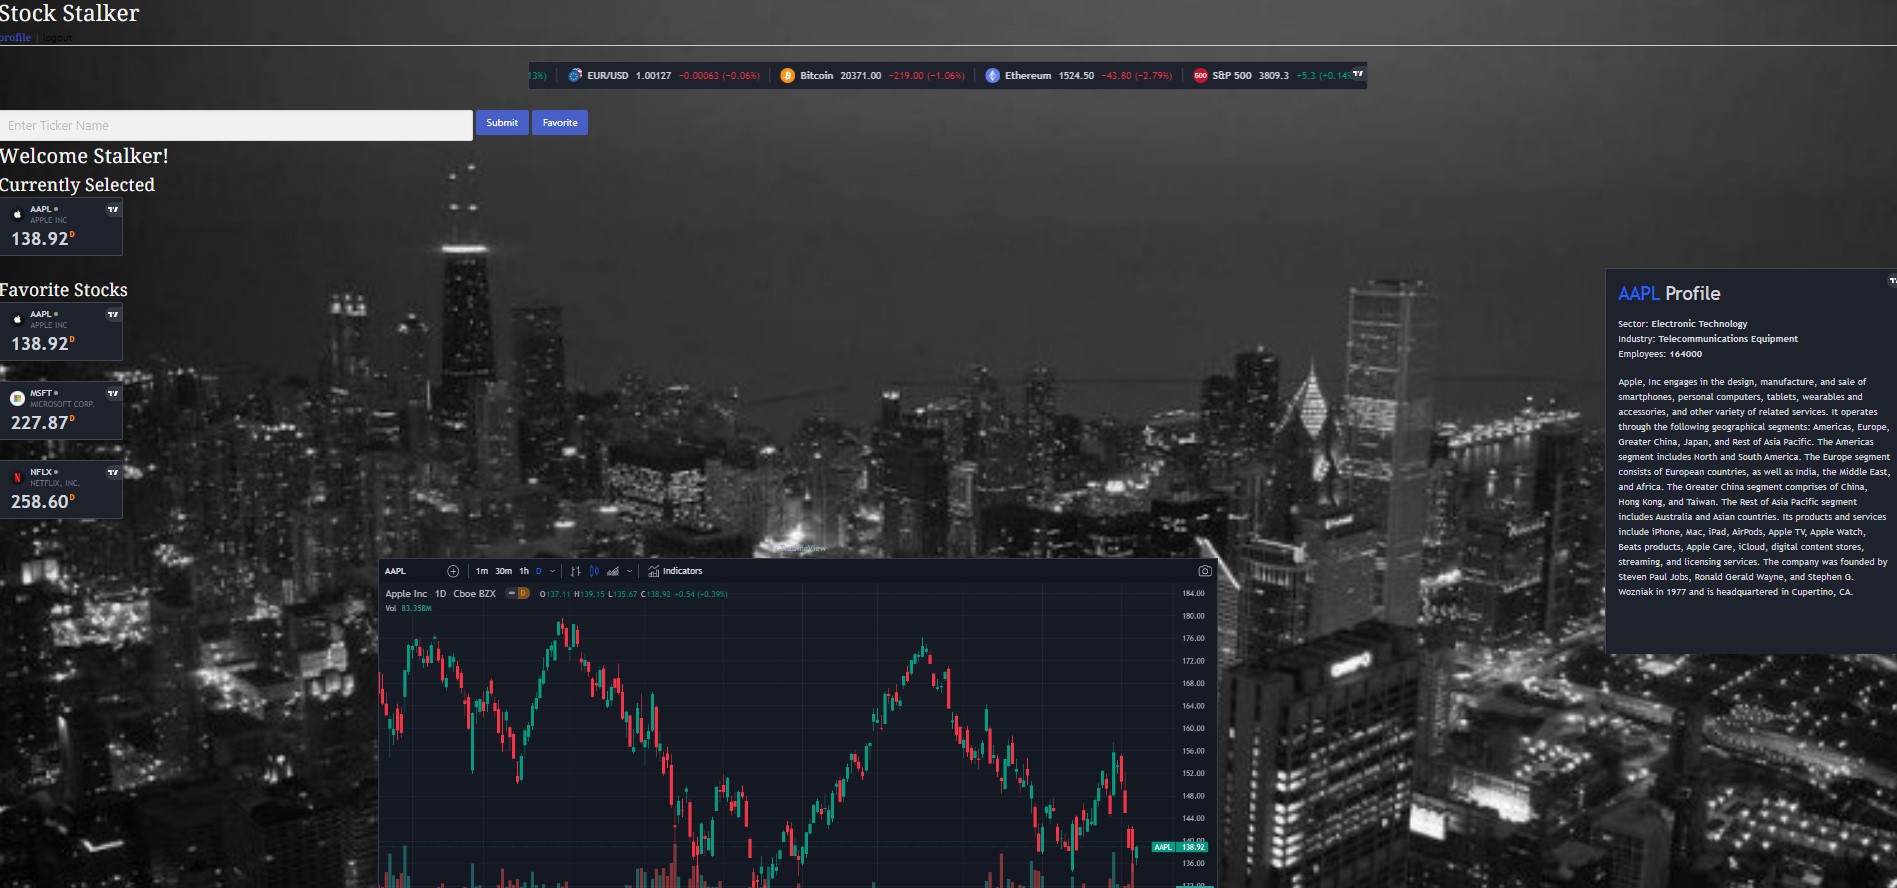 Stock Stalker
profile | logout
13%) EUR/USD 1.00127 −0.00063 (−0.06%) Bitcoin 20371.00 −219.00 (−1.06%) Ethereum 1524.50 −43.80 (−2.79%) 500 S&P 500 3809.3 +5.3 (+0.14%
Enter Ticker Name Submit Favorite
Welcome Stalker!
Currently Selected
AAPL
APPLE INC
138.92 D
Favorite Stocks
AAPL
APPLE INC
138.92 D
MSFT
MICROSOFT CORP.
227.87 D
NFLX
NETFLIX, INC.
258.60 D
AAPL 1m 30m 1h D Indicators
Apple Inc · 1D · Cboe BZX D O137.11 H139.15 L135.67 C138.92 +0.54 (+0.39%)
Vol 83.358M
184.00
180.00
176.00
172.00
168.00
164.00
160.00
156.00
152.00
148.00
144.00
140.00
AAPL 138.92
136.00
AAPL Profile
Sector: Electronic Technology
Industry: Telecommunications Equipment
Employees: 164000
Apple, Inc engages in the design, manufacture, and sale of
smartphones, personal computers, tablets, wearables and
accessories, and other variety of related services. It operates
through the following geographical segments: Americas, Europe,
Greater China, Japan, and Rest of Asia Pacific. The Americas
segment includes North and South America. The Europe segment
consists of European countries, as well as India, the Middle East,
and Africa. The Greater China segment comprises of China,
Hong Kong, and Taiwan. The Rest of Asia Pacific segment
includes Australia and Asian countries. Its products and services
include iPhone, Mac, iPad, AirPods, Apple TV, Apple Watch,
Beats products, Apple Care, iCloud, digital content stores,
streaming, and licensing services. The company was founded by
Steven Paul Jobs, Ronald Gerald Wayne, and Stephen G.
Wozniak in 1977 and is headquartered in Cupertino, CA.